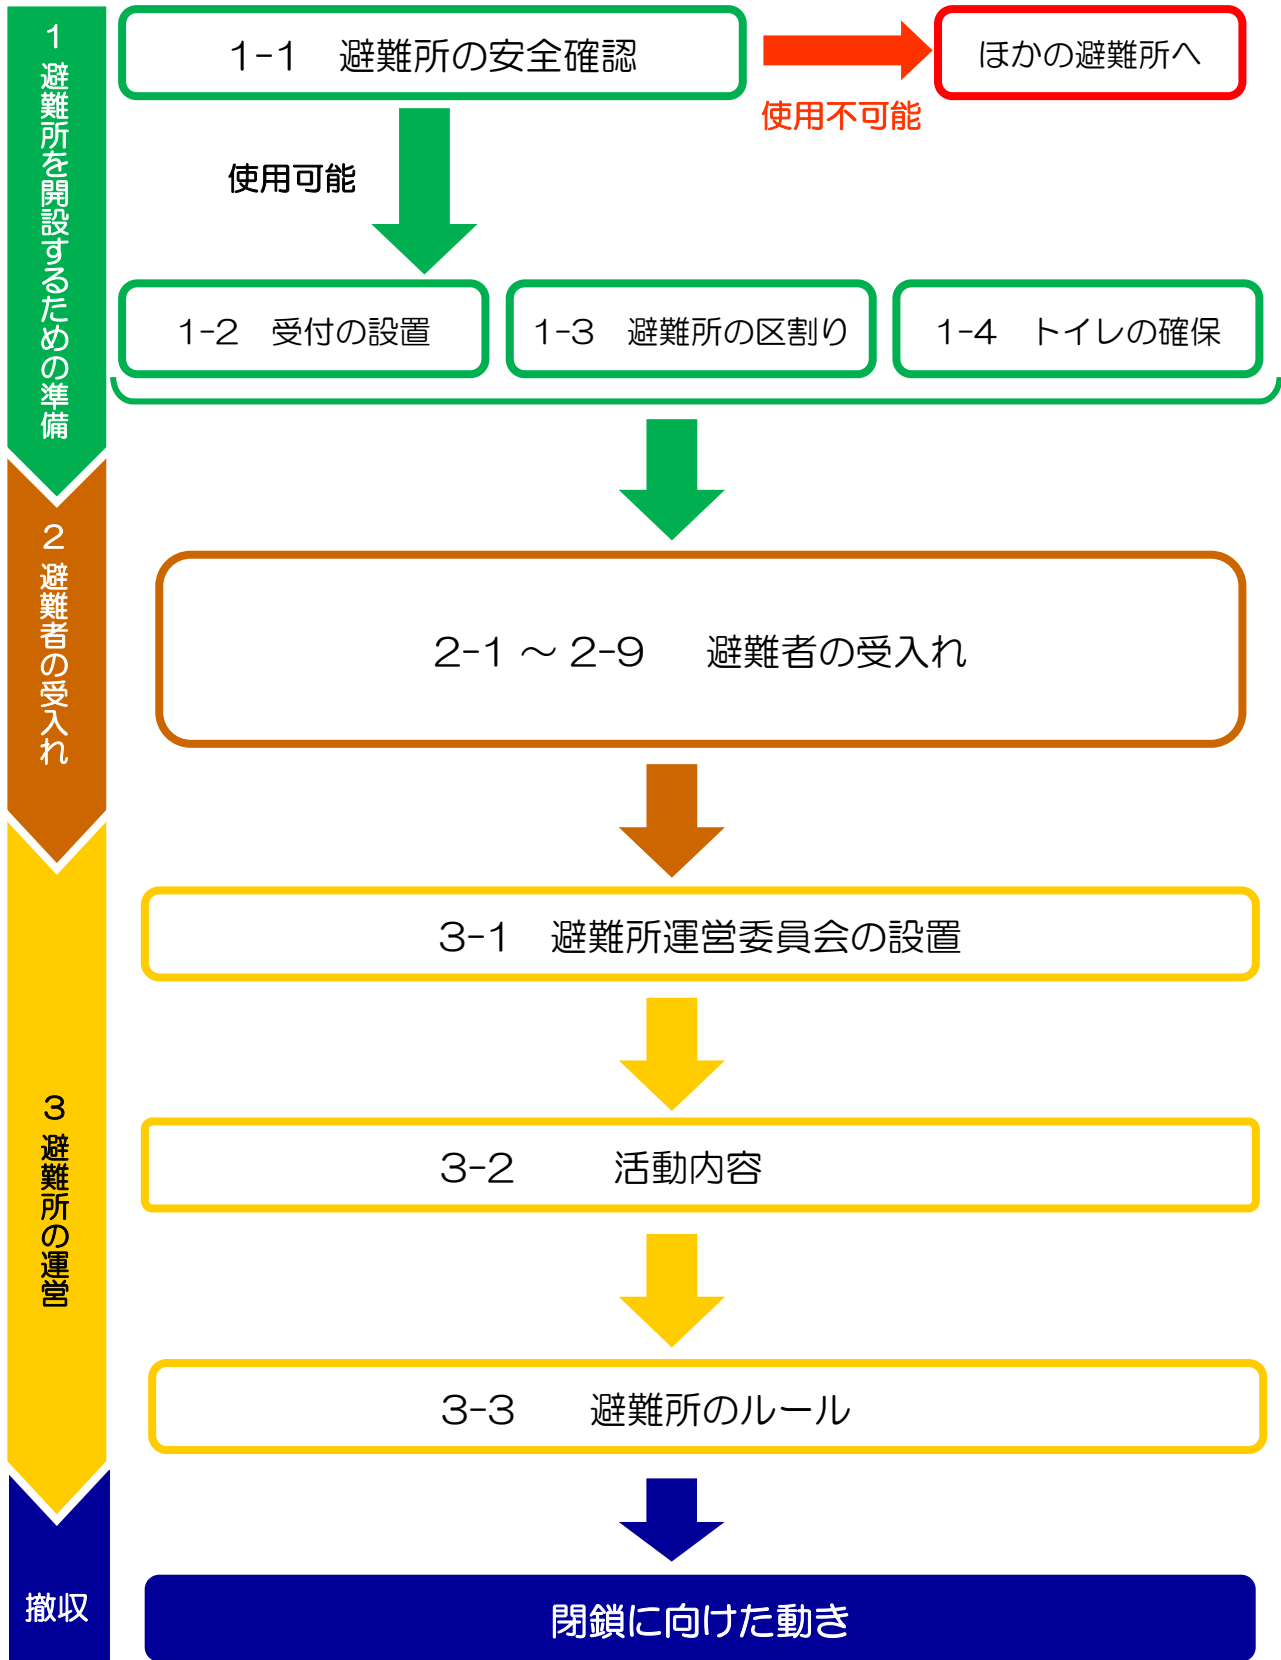 1 避難所を開設するための準備
1-1　避難所の安全確認
ほかの避難所へ
使用不可能
使用可能
1-2　受付の設置
1-3　避難所の区割り
1-4　トイレの確保
2 避難者の受入れ
2-1 ～ 2-9　避難者の受入れ
3 避難所の運営
3-1　避難所運営委員会の設置
3-2　活動内容
3-3　避難所のルール
撤収
閉鎖に向けた動き